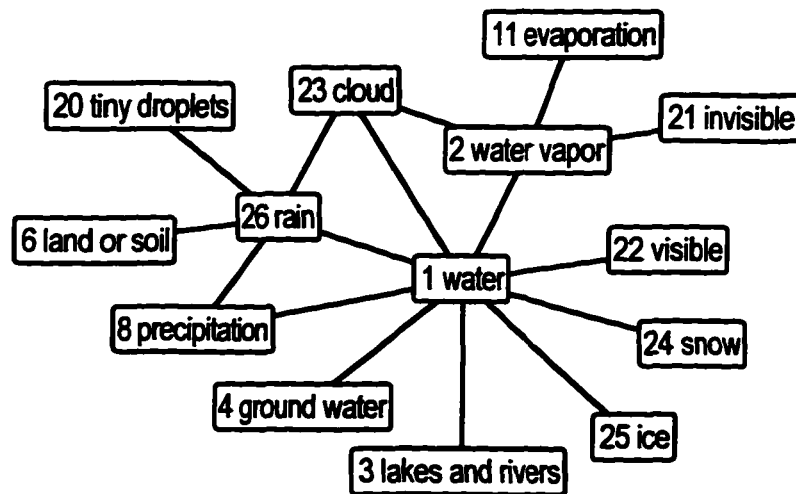 11 evaporation
23 cloud
20 tiny droplets
21 invisible
2 water vapor
26 rain
6 land or soil
22 visible
1 water
8 precipitation
24 snow
4 ground water
25 ice
3 lakes and rivers